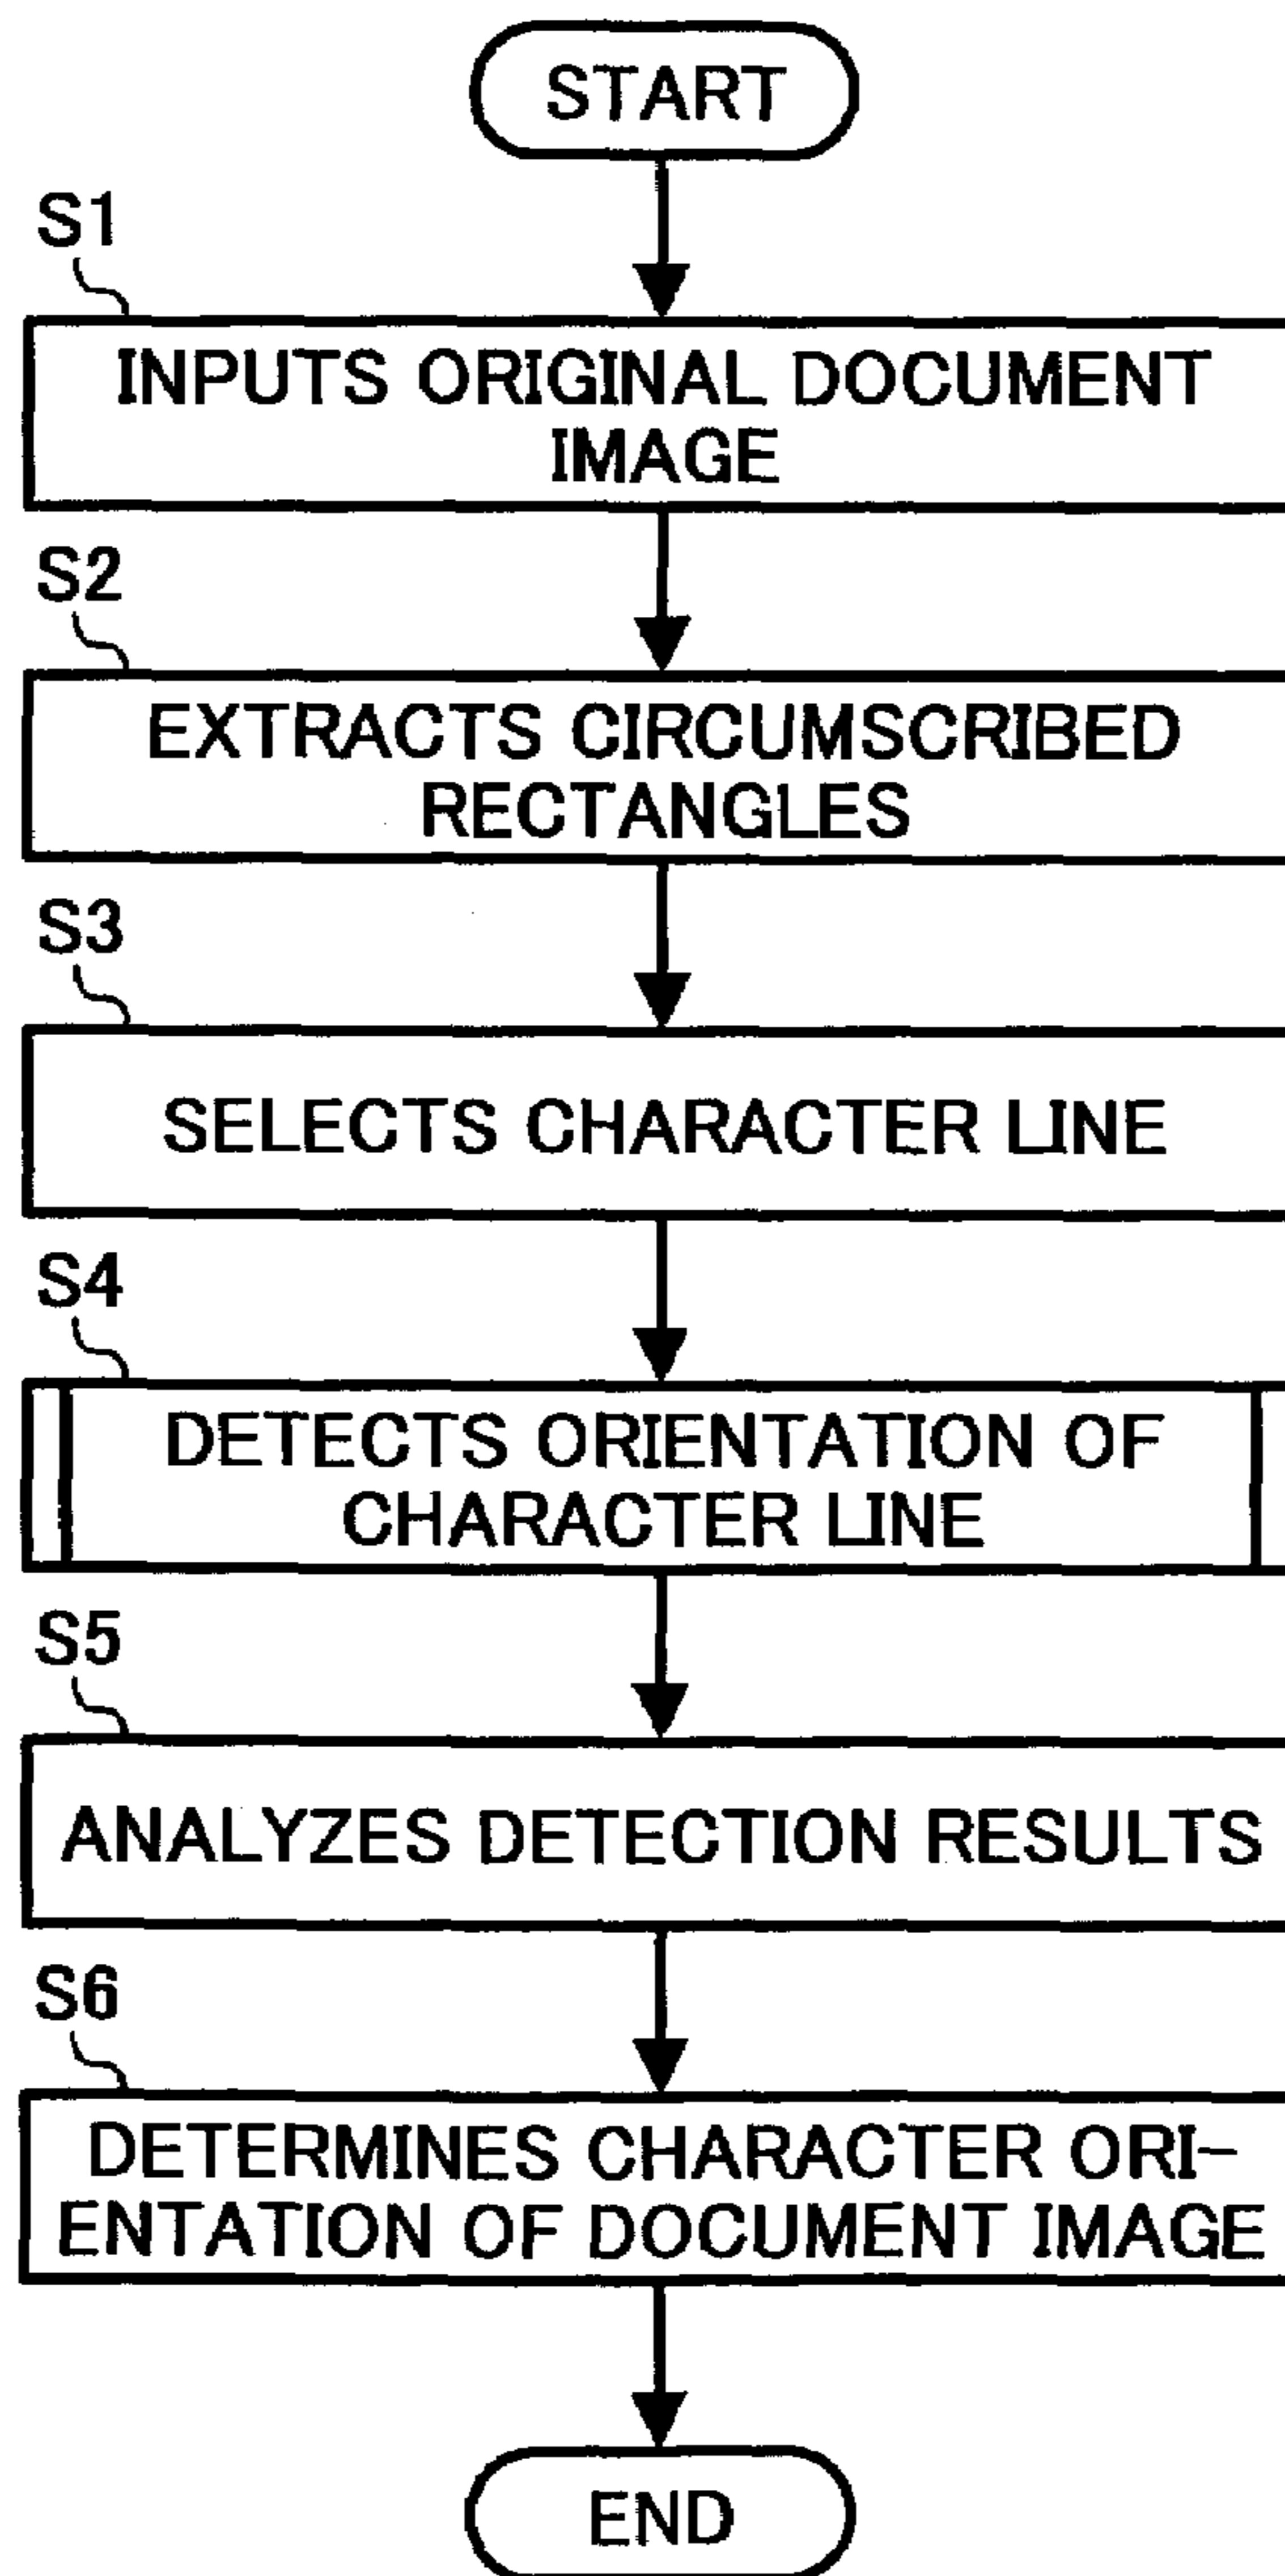 START
S1
INPUTS ORIGINAL DOCUMENT
IMAGE
S2
EXTRACTS CIRCUMSCRIBED
RECTANGLES
S3
SELECTS CHARACTER LINE
S4
DETECTS ORIENTATION OF
CHARACTER LINE
S5
ANALYZES DETECTION RESULTS
S6
DETERMINES CHARACTER ORI-
ENTATION OF DOCUMENT IMAGE
END